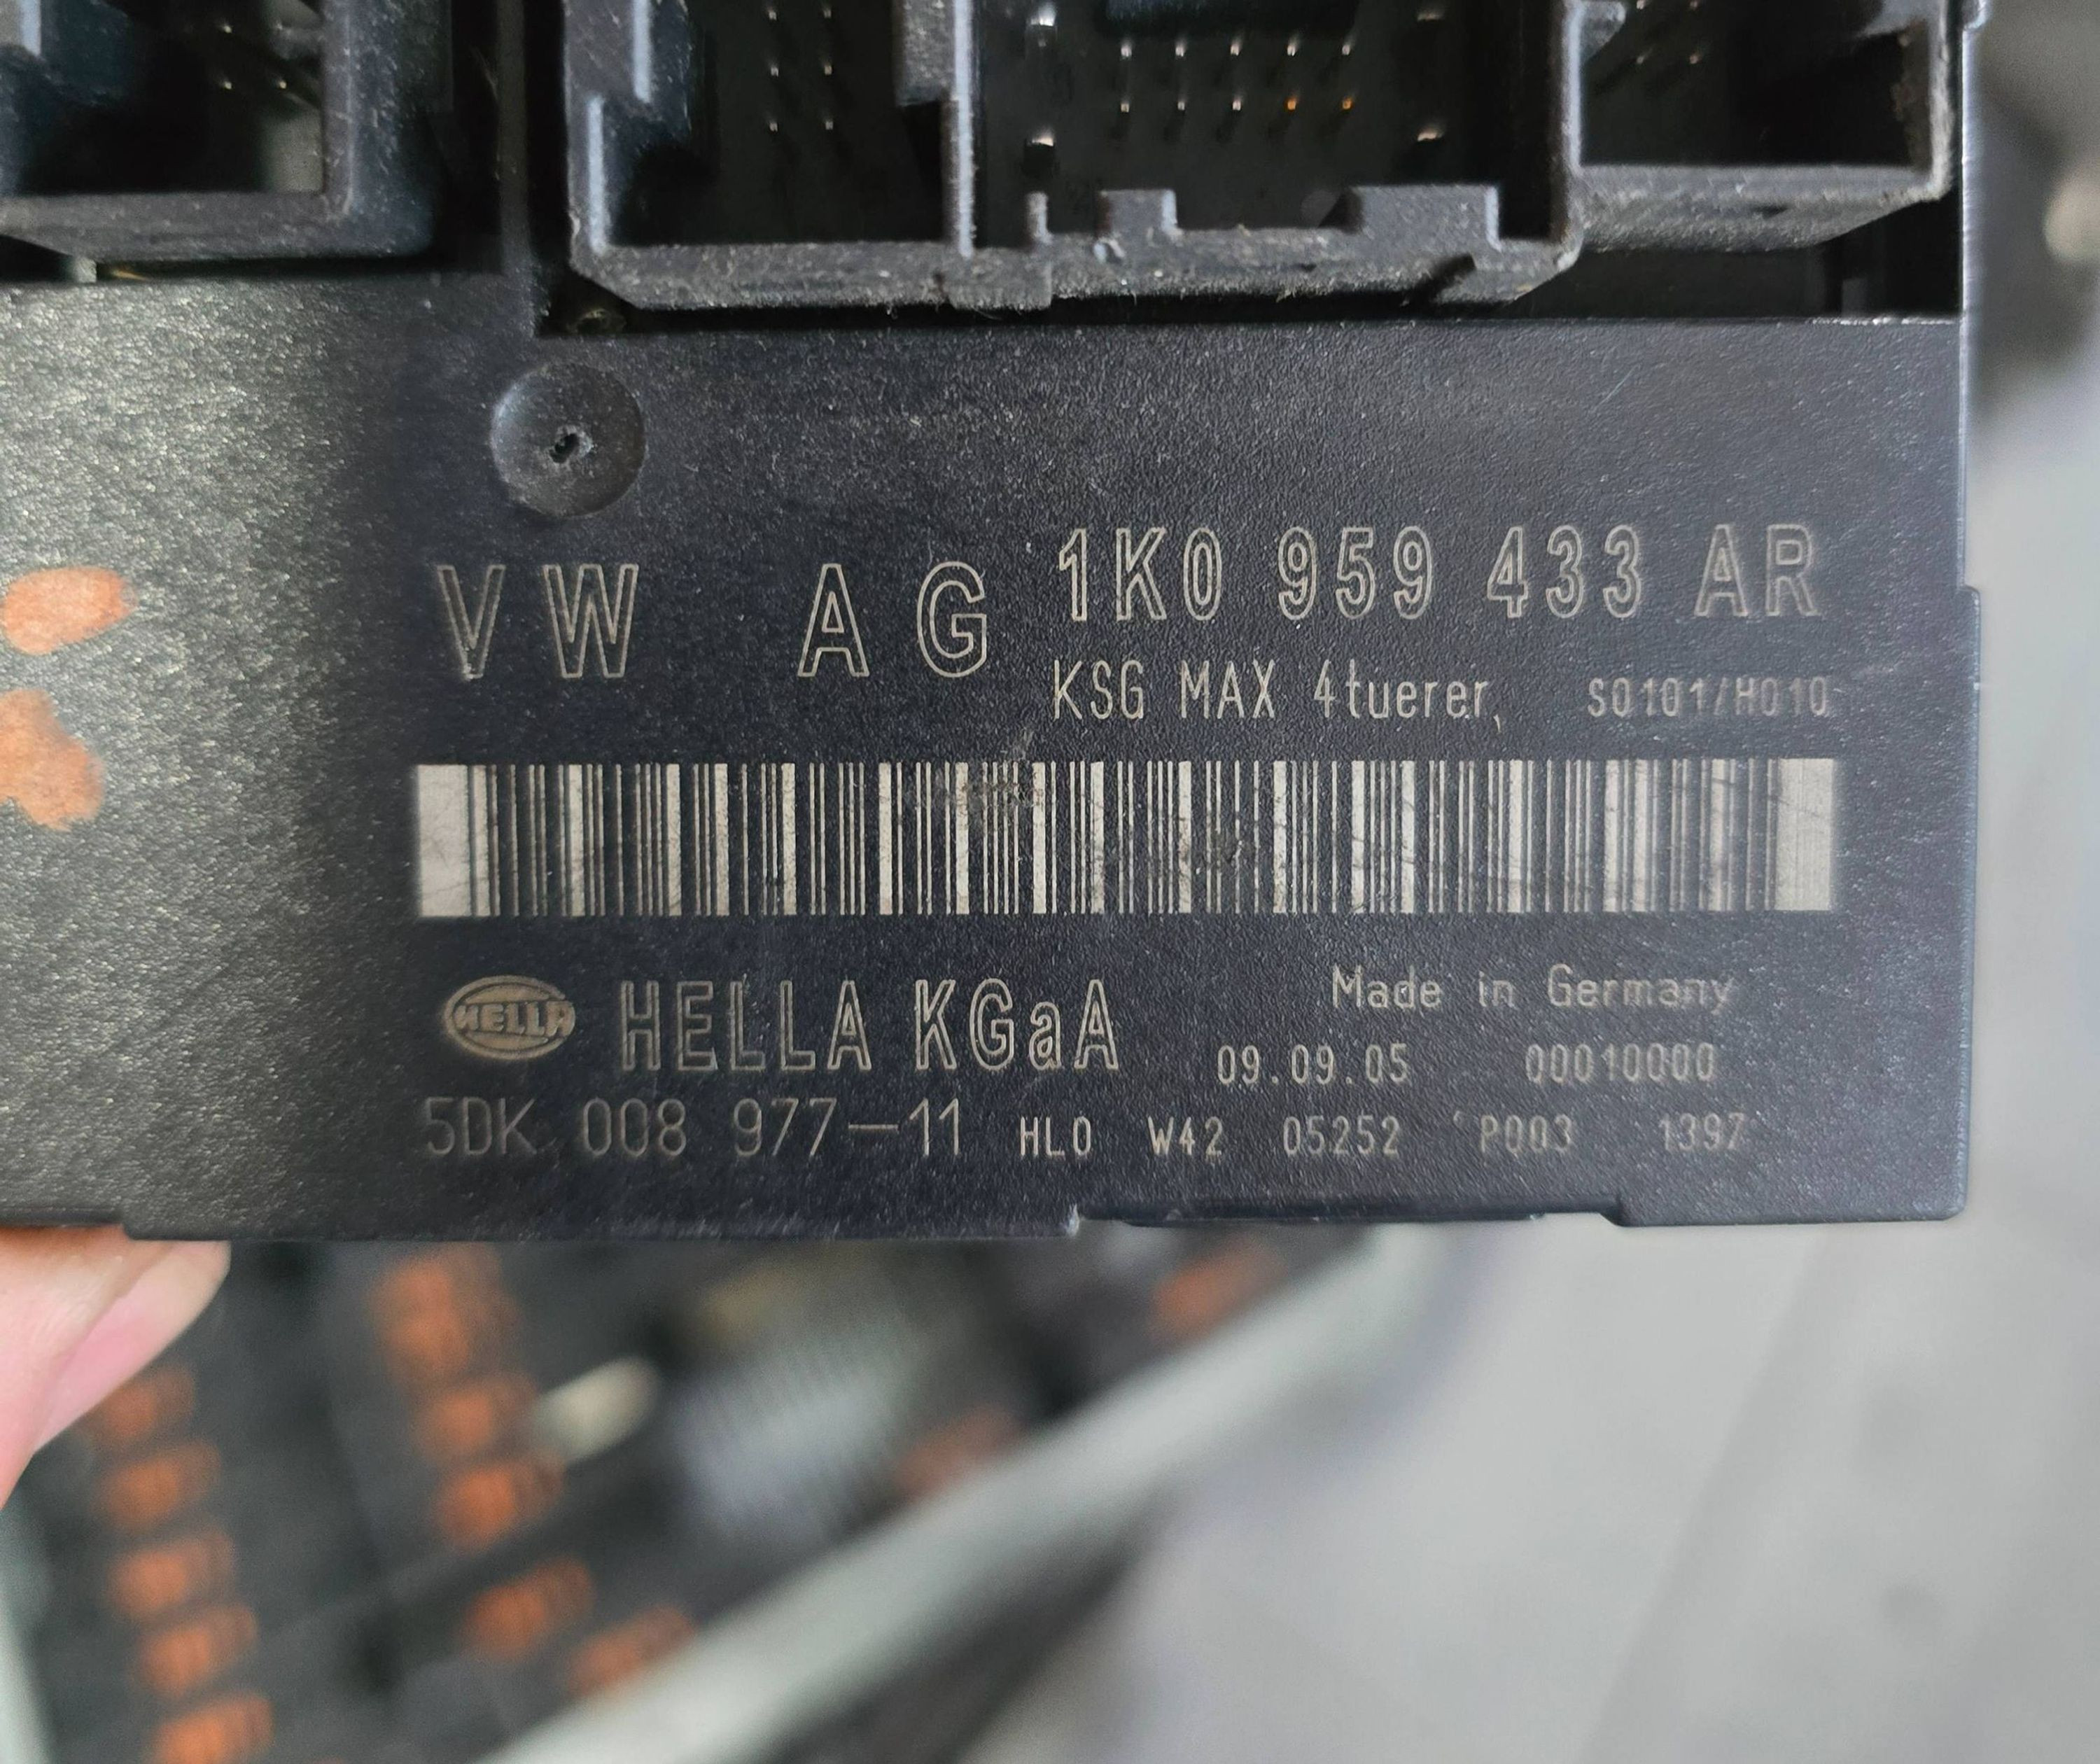 VW AG 1K0 959 433 AR
KSG MAX 4tuerer, S0101/H010
HELLA HELLA KGaA Made in Germany
09.09.05 00010000
5DK 008 977-11 HL0 W42 05252 P003 1397